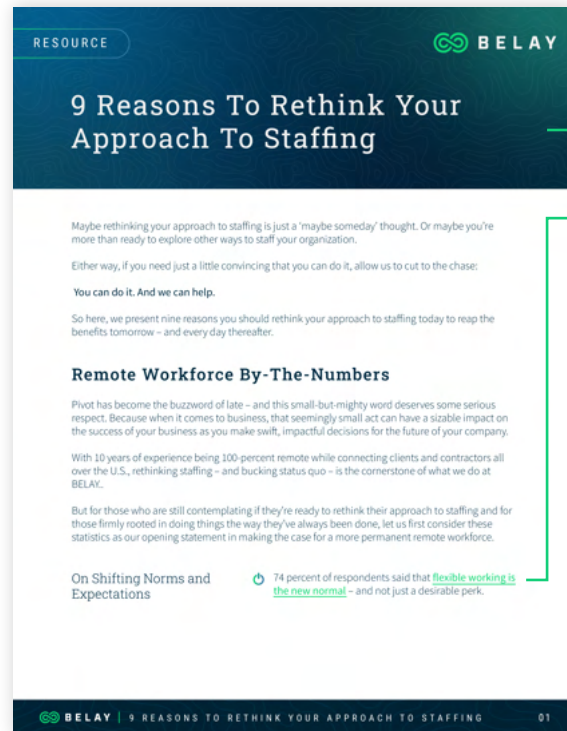 RESOURCE
BELAY
9 Reasons To Rethink Your
Approach To Staffing
Maybe rethinking your approach to staffing is just a 'maybe someday' thought. Or maybe you're
more than ready to explore other ways to staff your organization.
Either way, if you need just a little convincing that you can do it, allow us to cut to the chase:
You can do it. And we can help.
So here, we present nine reasons you should rethink your approach to staffing today to reap the
benefits tomorrow – and every day thereafter.
Remote Workforce By-The-Numbers
Pivot has become the buzzword of late – and this small-but-mighty word deserves some serious
respect. Because when it comes to business, that seemingly small act can have a sizable impact on
the success of your business as you make swift, impactful decisions for the future of your company.
With 10 years of experience being 100-percent remote while connecting clients and contractors all
over the U.S., rethinking staffing – and bucking status quo – is the cornerstone of what we do at
BELAY..
But for those who are still contemplating if they're ready to rethink their approach to staffing and for
those firmly rooted in doing things the way they've always been done, let us first consider these
statistics as our opening statement in making the case for a more permanent remote workforce.
On Shifting Norms and
Expectations
74 percent of respondents said that flexible working is
the new normal – and not just a desirable perk.
BELAY | 9 REASONS TO RETHINK YOUR APPROACH TO STAFFING 01